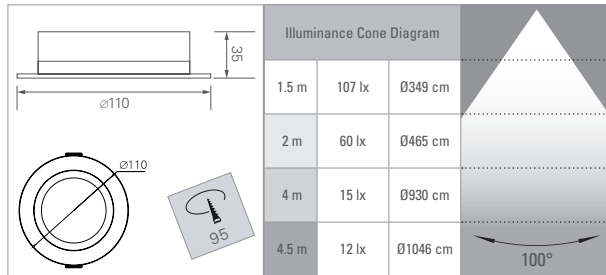 35
⌀110
⌀110
95
Illuminance Cone Diagram
1.5 m 107 lx Ø349 cm
2 m 60 lx Ø465 cm
4 m 15 lx Ø930 cm
4.5 m 12 lx Ø1046 cm
100°